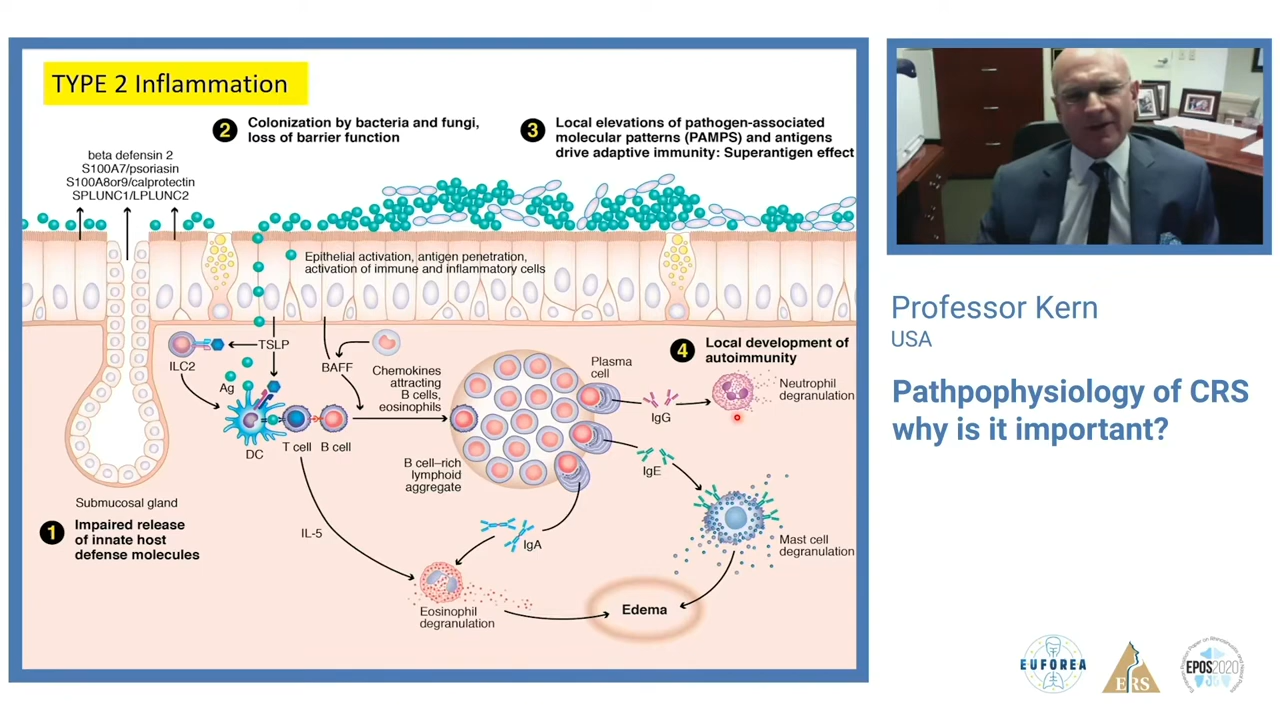 TYPE 2 Inflammation
2 Colonization by bacteria and fungi,
loss of barrier function
3 Local elevations of pathogen-associated
molecular patterns (PAMPS) and antigens
drive adaptive immunity: Superantigen effect
beta defensin 2
S100A7/psoriasin
S100A8or9/calprotectin
SPLUNC1/LPLUNC2
Epithelial activation, antigen penetration,
activation of immune and inflammatory cells
ILC2
TSLP
Ag
DC
T cell
B cell
BAFF
Chemokines
attracting
B cells,
eosinophils
B cell–rich
lymphoid
aggregate
Plasma
cell
4 Local development of
autoimmunity
IgG
Neutrophil
degranulation
IgE
Mast cell
degranulation
IgA
IL-5
Submucosal gland
1 Impaired release
of innate host
defense molecules
Eosinophil
degranulation
Edema
Professor Kern
USA
Pathpophysiology of CRS
why is it important?
EUFOREA
ERS
EPOS2020